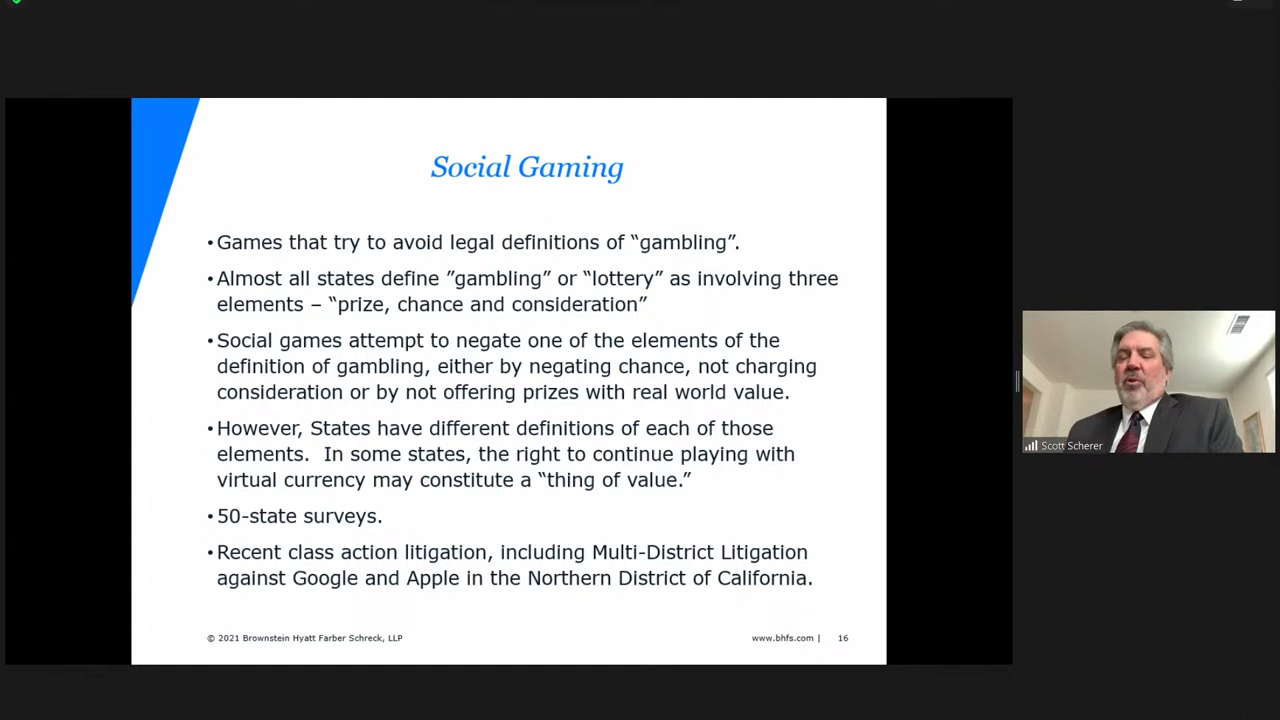 Social Gaming
• Games that try to avoid legal definitions of “gambling”.
• Almost all states define ”gambling” or “lottery” as involving three
elements – “prize, chance and consideration”
• Social games attempt to negate one of the elements of the
definition of gambling, either by negating chance, not charging
consideration or by not offering prizes with real world value.
• However, States have different definitions of each of those
elements.  In some states, the right to continue playing with
virtual currency may constitute a “thing of value.”
• 50-state surveys.
• Recent class action litigation, including Multi-District Litigation
against Google and Apple in the Northern District of California.
© 2021 Brownstein Hyatt Farber Schreck, LLP
www.bhfs.com | 16
Scott Scherer